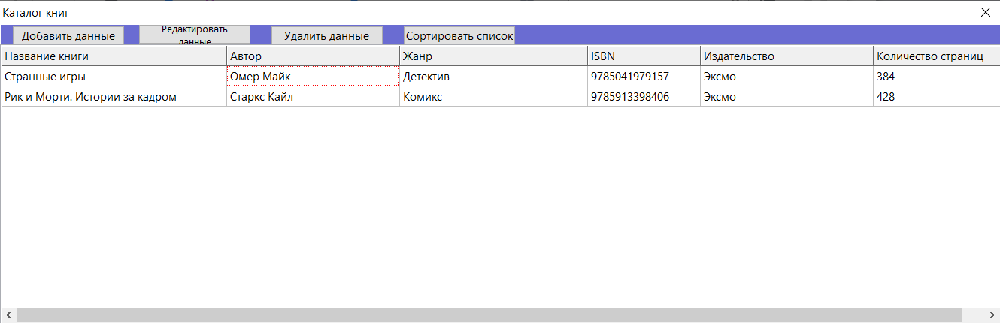 Каталог книг
Добавить данные
Редактировать
данные
Удалить данные
Сортировать список
Название книги Автор Жанр ISBN Издательство Количество страниц
Странные игры Омер Майк Детектив 9785041979157 Эксмо 384
Рик и Морти. Истории за кадром Старкс Кайл Комикс 9785913398406 Эксмо 428